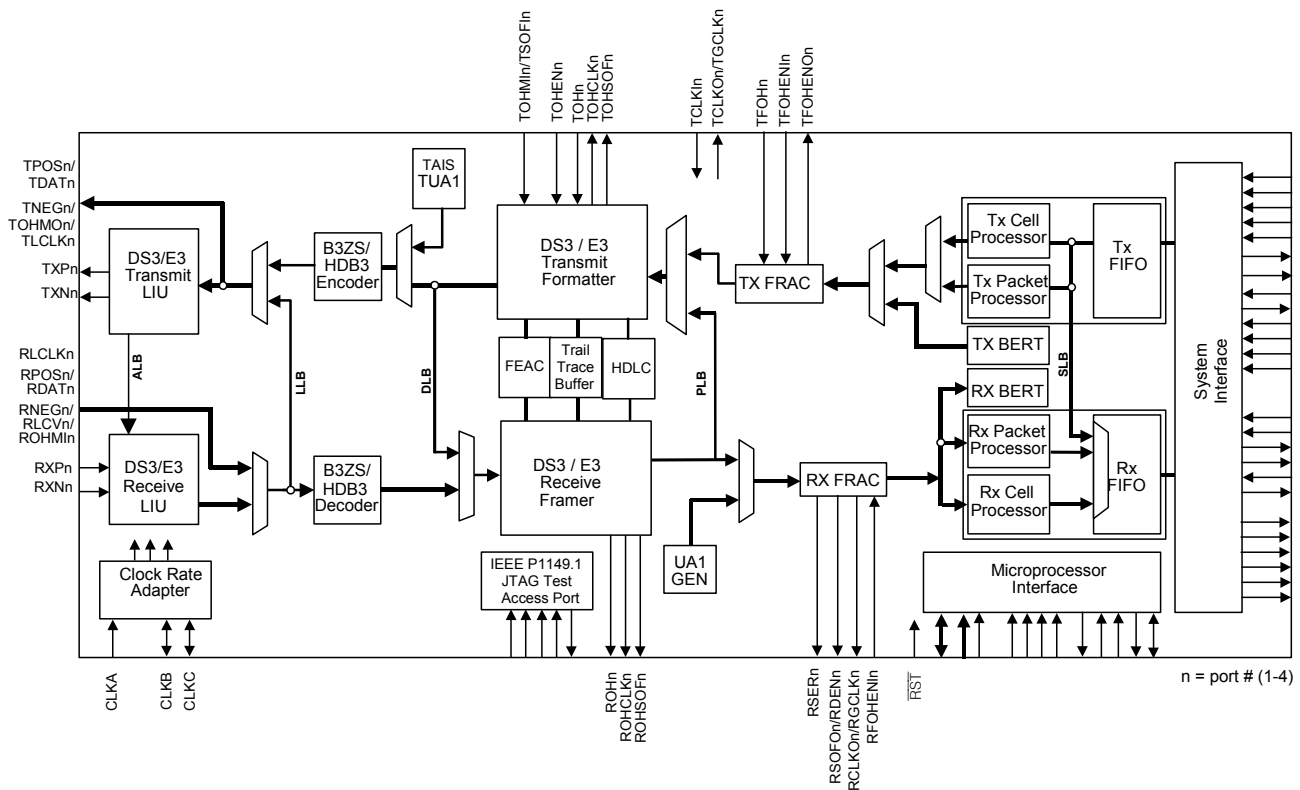 TOHMIn/TSOFIn
TOHENn
TOHn
TOHCLKn
TOHSOFn
TCLKIn
TCLKOn/TGCLKn
TFOHn
TFOHENIn
TFOHENOn
TPOSn/
TDATn
TNEGn/
TOHMOn/
TLCLKn
TXPn
TXNn
RLCLKn
RPOSn/
RDATn
RNEGn/
RLCVn/
ROHMIn
RXPn
RXNn
DS3/E3
Transmit
LIU
ALB
DS3/E3
Receive
LIU
Clock Rate
Adapter
CLKA
CLKB
CLKC
LLB
TAIS
TUA1
B3ZS/
HDB3
Encoder
B3ZS/
HDB3
Decoder
DLB
DS3 / E3
Transmit
Formatter
FEAC
Trail
Trace
Buffer
HDLC
DS3 / E3
Receive
Framer
IEEE P1149.1
JTAG Test
Access Port
ROHn
ROHCLKn
ROHSOFn
PLB
UA1
GEN
TX FRAC
RX FRAC
RSERn
RSOFOn/RDENn
RCLKOn/RGCLKn
RFOHENIn
Tx Cell
Processor
Tx Packet
Processor
Tx
FIFO
TX BERT
RX BERT
SLB
Rx Packet
Processor
Rx Cell
Processor
Rx
FIFO
System
Interface
Microprocessor
Interface
RST
n = port # (1-4)